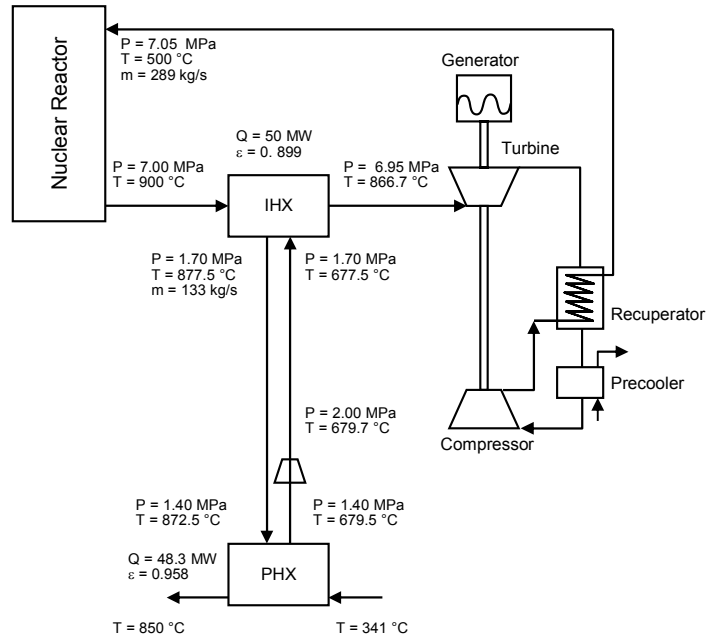 P = 7.05 MPa
T = 500 °C
m = 289 kg/s
Nuclear Reactor
Generator
Turbine
Q = 50 MW
ε = 0. 899
P = 7.00 MPa
T = 900 °C
IHX
P = 6.95 MPa
T = 866.7 °C
P = 1.70 MPa
T = 877.5 °C
m = 133 kg/s
P = 1.70 MPa
T = 677.5 °C
Recuperator
Precooler
Compressor
P = 2.00 MPa
T = 679.7 °C
P = 1.40 MPa
T = 872.5 °C
P = 1.40 MPa
T = 679.5 °C
Q = 48.3 MW
ε = 0.958
PHX
T = 850 °C
T = 341 °C